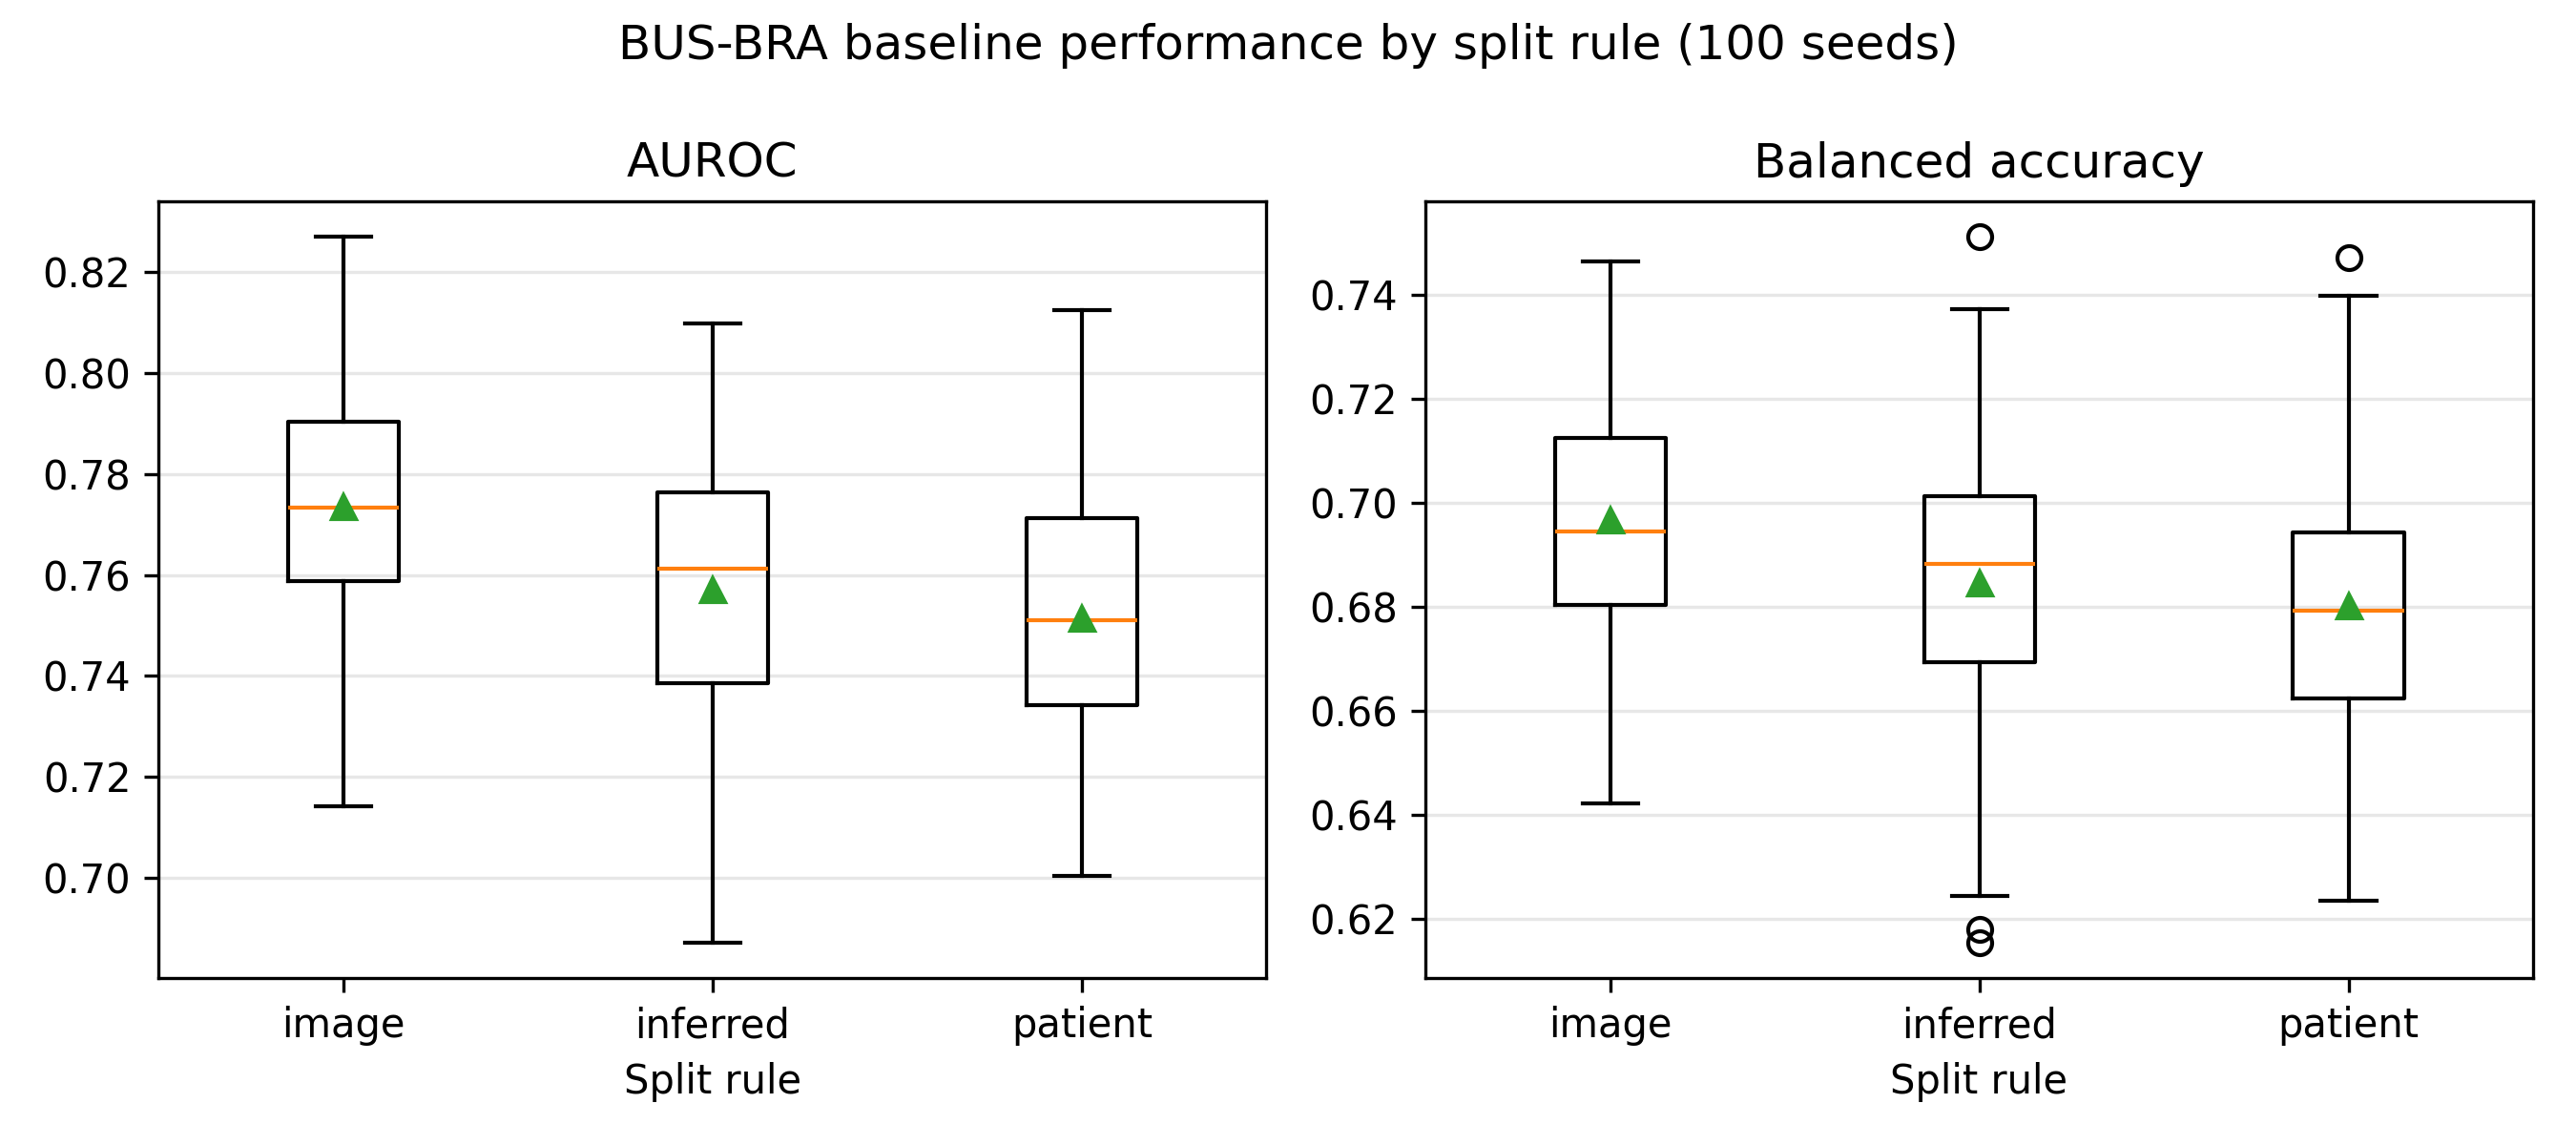 BUS-BRA baseline performance by split rule (100 seeds)
AUROC
0.82
0.80
0.78
0.76
0.74
0.72
0.70
image
inferred
patient
Split rule
Balanced accuracy
0.74
0.72
0.70
0.68
0.66
0.64
0.62
image
inferred
patient
Split rule